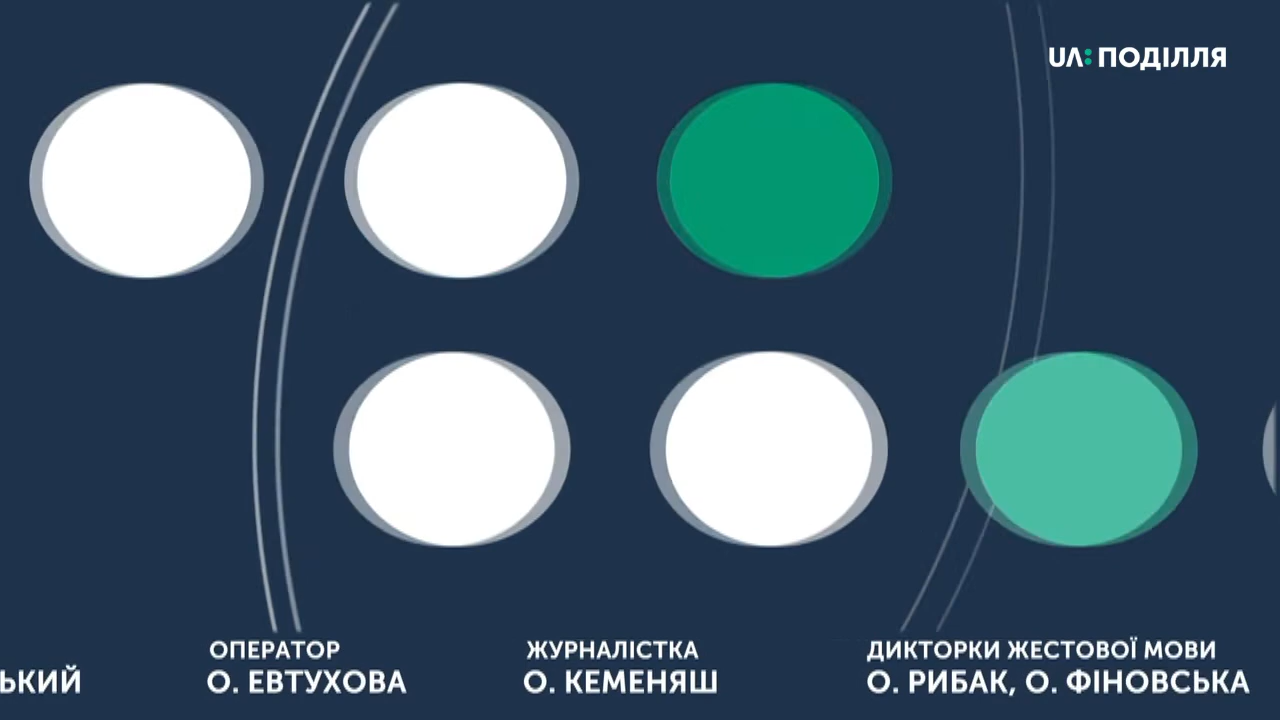 UA: ПОДІЛЛЯ
ОПЕРАТОР
ЖУРНАЛІСТКА
ДИКТОРКИ ЖЕСТОВОЇ МОВИ
ЬКИЙ
О. ЕВТУХОВА
О. КЕМЕНЯШ
О. РИБАК, О. ФІНОВСЬКА